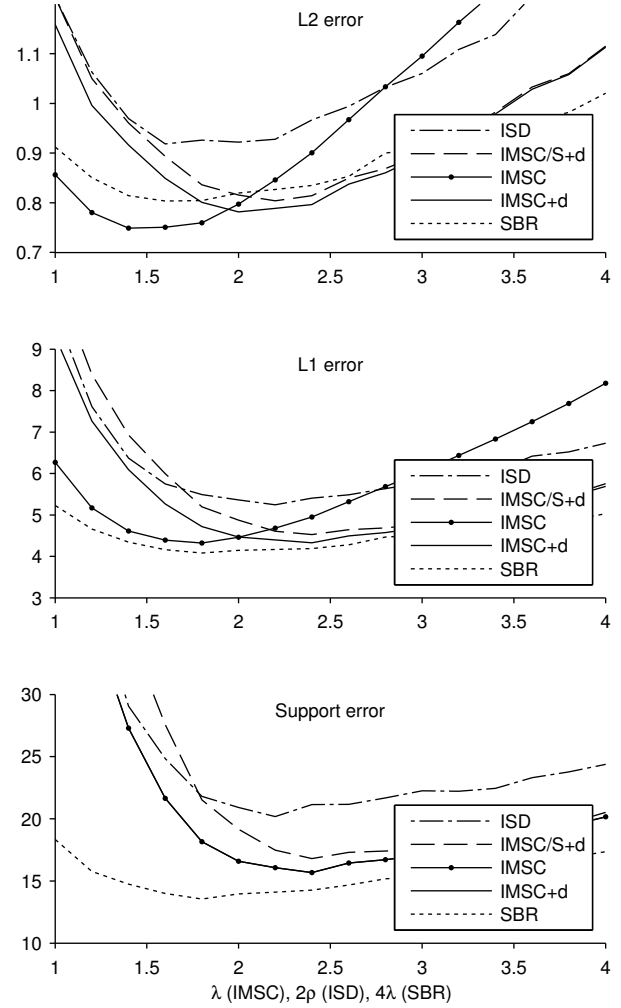 L2 error
1.1
1
0.9
0.8
0.7
ISD
IMSC/S+d
IMSC
IMSC+d
SBR
1 1.5 2 2.5 3 3.5 4
L1 error
9
8
7
6
5
4
3
ISD
IMSC/S+d
IMSC
IMSC+d
SBR
1 1.5 2 2.5 3 3.5 4
Support error
30
25
20
15
10
ISD
IMSC/S+d
IMSC
IMSC+d
SBR
1 1.5 2 2.5 3 3.5 4
λ (IMSC), 2ρ (ISD), 4λ (SBR)